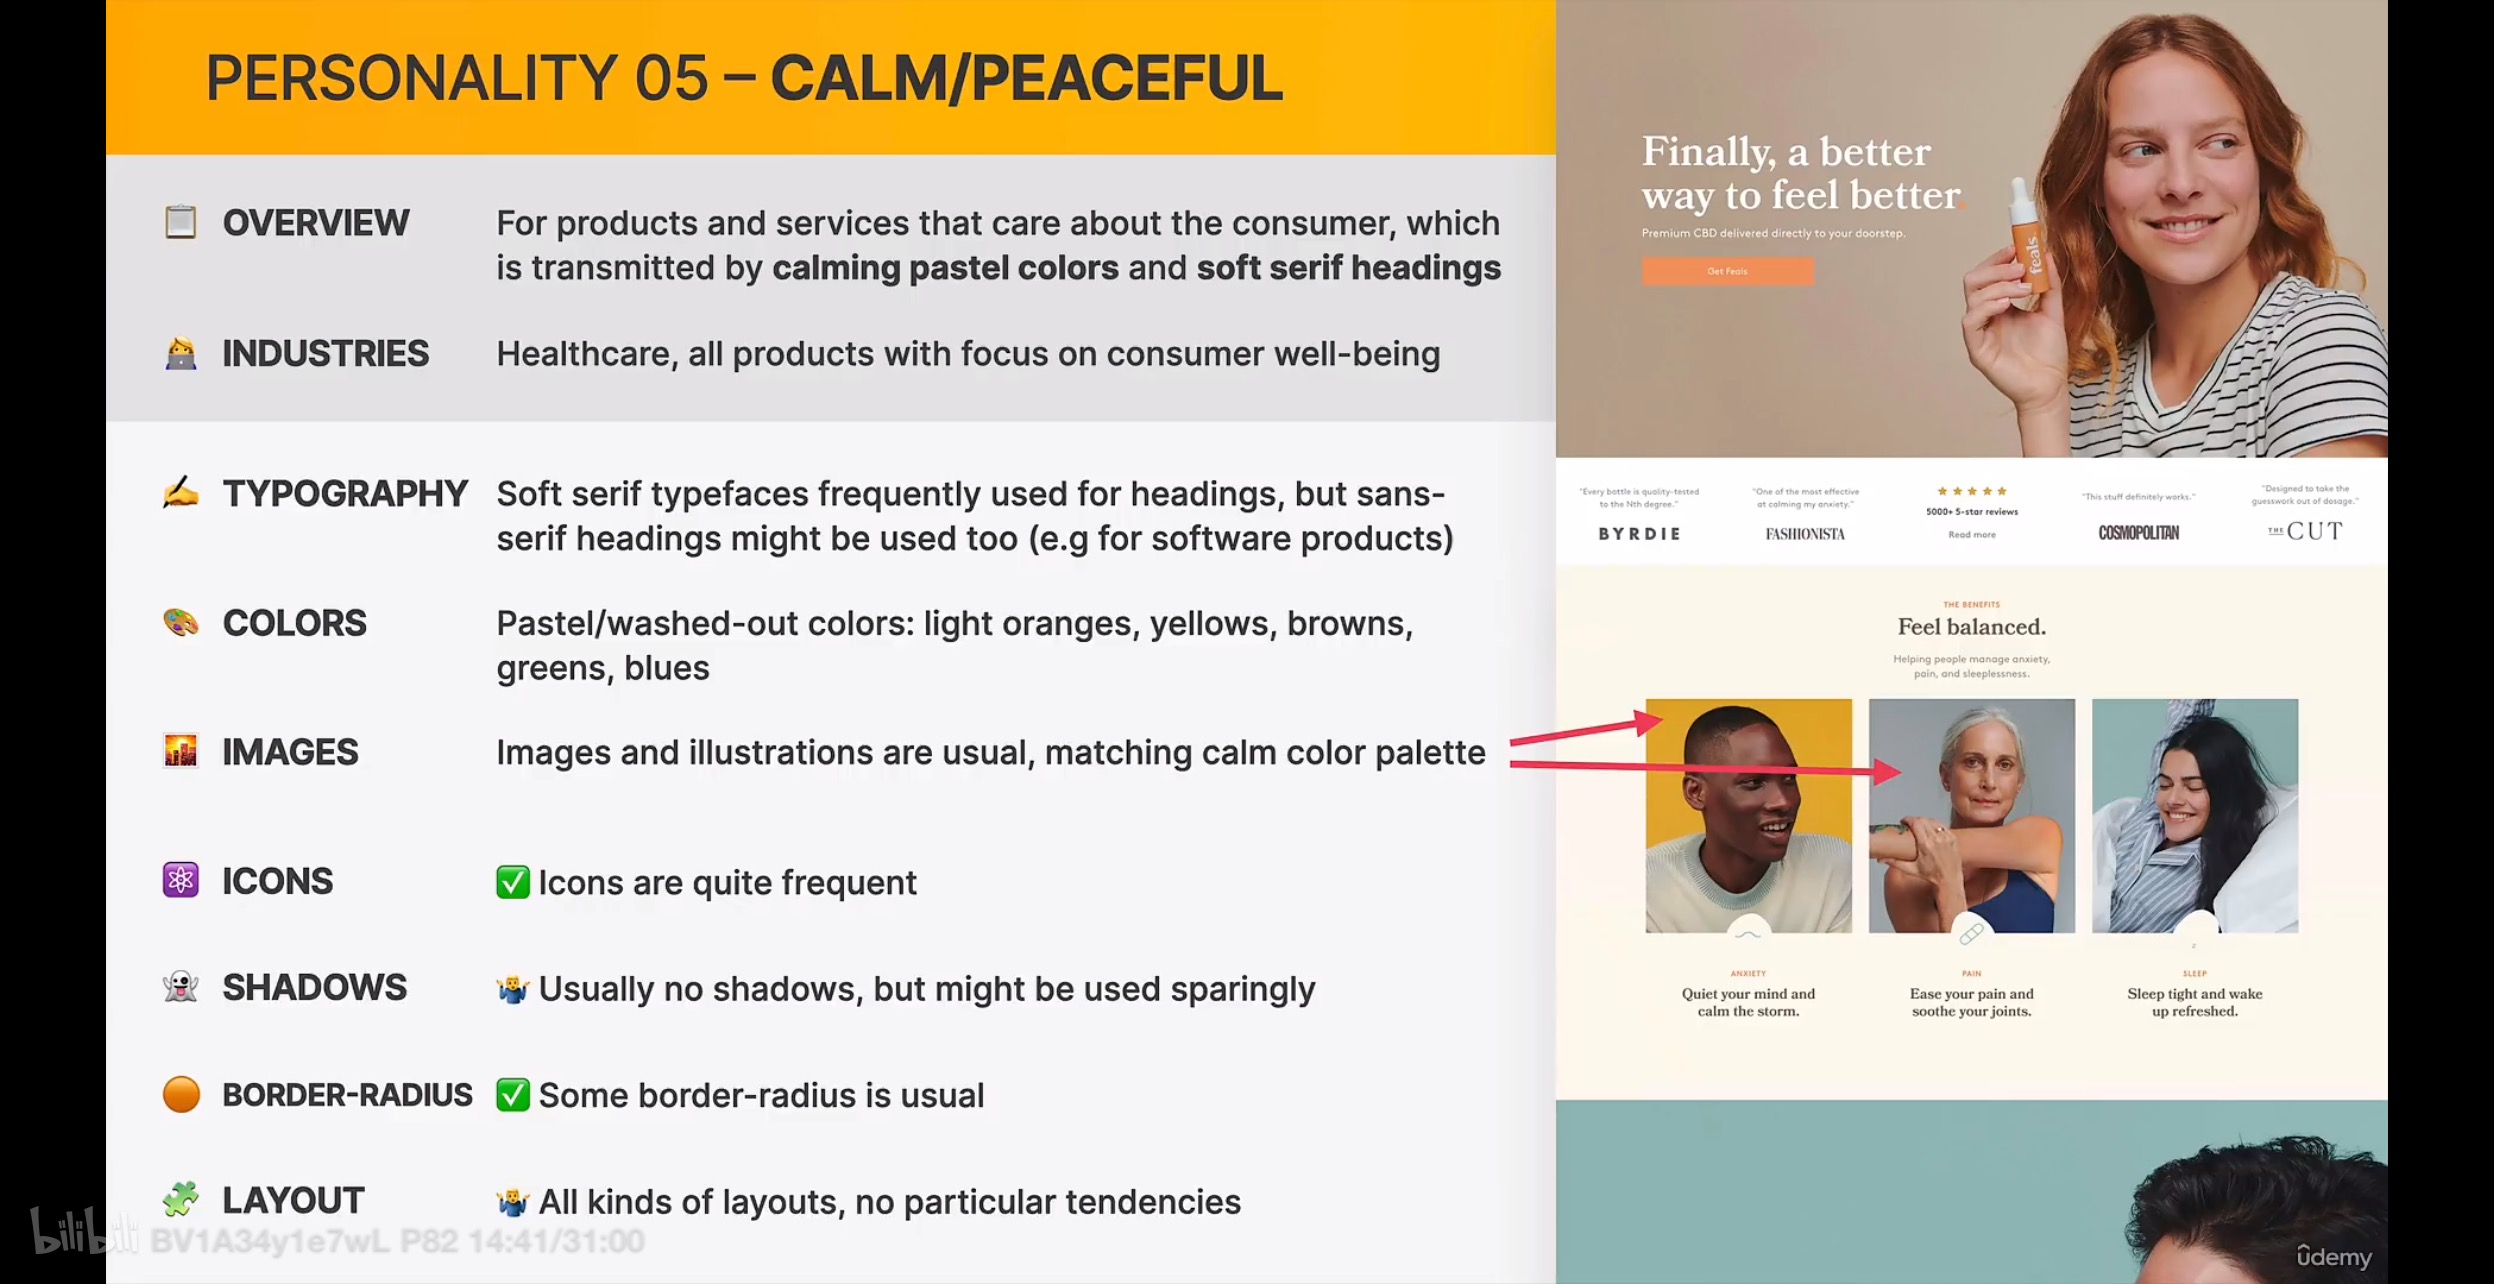 PERSONALITY 05 – CALM/PEACEFUL
OVERVIEW
For products and services that care about the consumer, which
is transmitted by calming pastel colors and soft serif headings
INDUSTRIES
Healthcare, all products with focus on consumer well-being
TYPOGRAPHY
Soft serif typefaces frequently used for headings, but sans-
serif headings might be used too (e.g for software products)
COLORS
Pastel/washed-out colors: light oranges, yellows, browns,
greens, blues
IMAGES
Images and illustrations are usual, matching calm color palette
ICONS
Icons are quite frequent
SHADOWS
Usually no shadows, but might be used sparingly
BORDER-RADIUS
Some border-radius is usual
LAYOUT
All kinds of layouts, no particular tendencies
bilibili BV1A34y1e7wL P82 14:41/31:00
Finally, a better
way to feel better.
Premium CBD delivered directly to your doorstep.
Get Feals
feals
"Every bottle is quality-tested
to the Nth degree."
BYRDIE
"One of the most effective
at calming my anxiety."
FASHIONISTA
5000+ 5-star reviews
Read more
"This stuff definitely works."
COSMOPOLITAN
"Designed to take the
guesswork out of dosage."
THE CUT
THE BENEFITS
Feel balanced.
Helping people manage anxiety,
pain, and sleeplessness.
ANXIETY
Quiet your mind and
calm the storm.
PAIN
Ease your pain and
soothe your joints.
z
SLEEP
Sleep tight and wake
up refreshed.
ûdemy